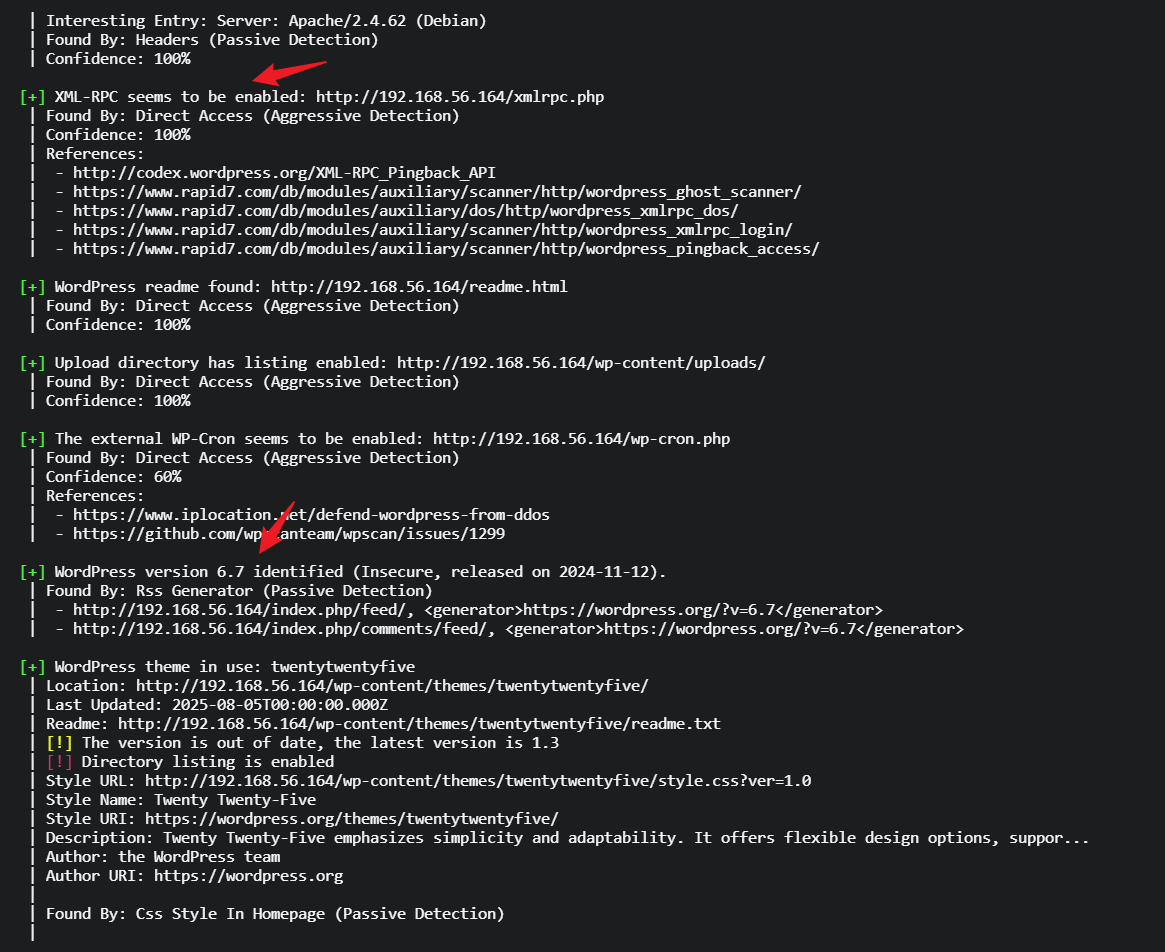 | Interesting Entry: Server: Apache/2.4.62 (Debian)
| Found By: Headers (Passive Detection)
| Confidence: 100%
[+] XML-RPC seems to be enabled: http://192.168.56.164/xmlrpc.php
| Found By: Direct Access (Aggressive Detection)
| Confidence: 100%
| References:
|  - http://codex.wordpress.org/XML-RPC_Pingback_API
|  - https://www.rapid7.com/db/modules/auxiliary/scanner/http/wordpress_ghost_scanner/
|  - https://www.rapid7.com/db/modules/auxiliary/dos/http/wordpress_xmlrpc_dos/
|  - https://www.rapid7.com/db/modules/auxiliary/scanner/http/wordpress_xmlrpc_login/
|  - https://www.rapid7.com/db/modules/auxiliary/scanner/http/wordpress_pingback_access/
[+] WordPress readme found: http://192.168.56.164/readme.html
| Found By: Direct Access (Aggressive Detection)
| Confidence: 100%
[+] Upload directory has listing enabled: http://192.168.56.164/wp-content/uploads/
| Found By: Direct Access (Aggressive Detection)
| Confidence: 100%
[+] The external WP-Cron seems to be enabled: http://192.168.56.164/wp-cron.php
| Found By: Direct Access (Aggressive Detection)
| Confidence: 60%
| References:
|  - https://www.iplocation.net/defend-wordpress-from-ddos
|  - https://github.com/wpscanteam/wpscan/issues/1299
[+] WordPress version 6.7 identified (Insecure, released on 2024-11-12).
| Found By: Rss Generator (Passive Detection)
|  - http://192.168.56.164/index.php/feed/, <generator>https://wordpress.org/?v=6.7</generator>
|  - http://192.168.56.164/index.php/comments/feed/, <generator>https://wordpress.org/?v=6.7</generator>
[+] WordPress theme in use: twentytwentyfive
| Location: http://192.168.56.164/wp-content/themes/twentytwentyfive/
| Last Updated: 2025-08-05T00:00:00.000Z
| Readme: http://192.168.56.164/wp-content/themes/twentytwentyfive/readme.txt
| [!] The version is out of date, the latest version is 1.3
| [!] Directory listing is enabled
| Style URL: http://192.168.56.164/wp-content/themes/twentytwentyfive/style.css?ver=1.0
| Style Name: Twenty Twenty-Five
| Style URI: https://wordpress.org/themes/twentytwentyfive/
| Description: Twenty Twenty-Five emphasizes simplicity and adaptability. It offers flexible design options, suppor...
| Author: the WordPress team
| Author URI: https://wordpress.org
|
| Found By: Css Style In Homepage (Passive Detection)
|